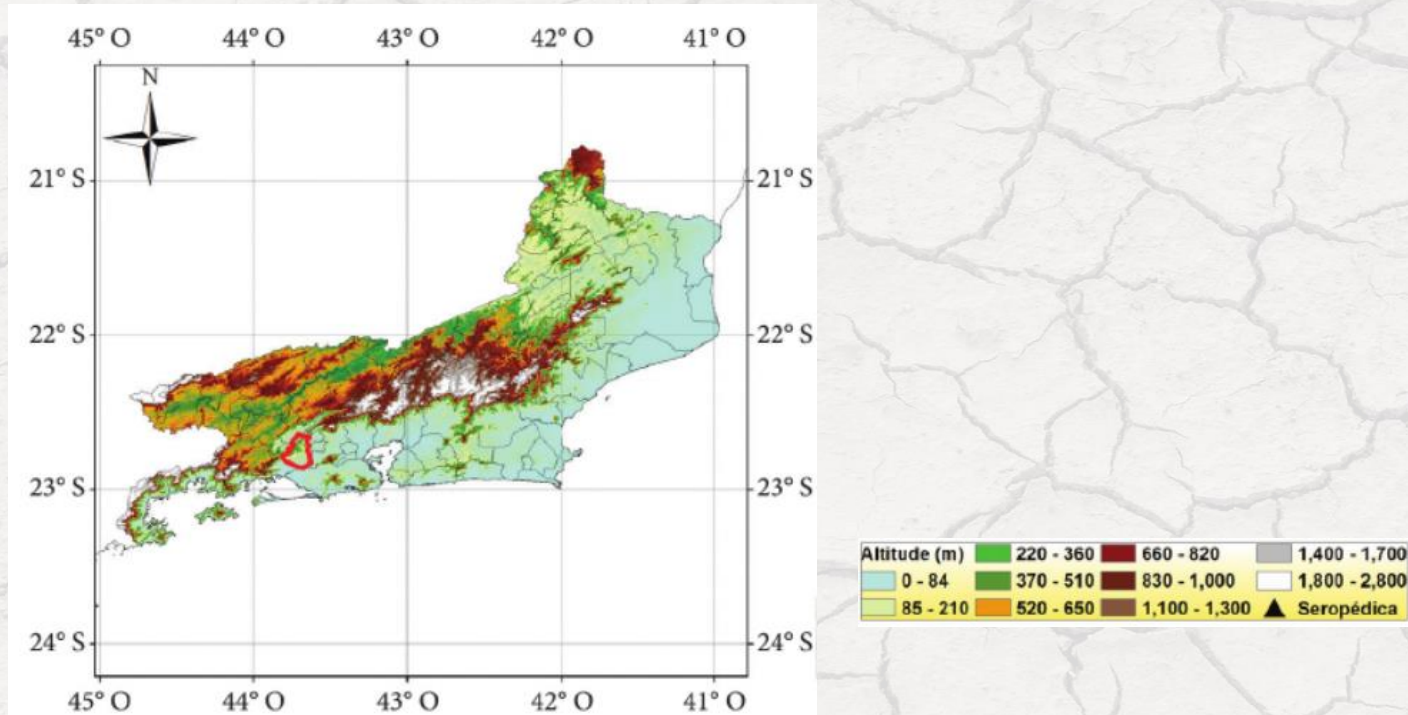 45° O 44° O 43° O 42° O 41° O
N
21° S 21° S
22° S 22° S
23° S 23° S
24° S 24° S
45° O 44° O 43° O 42° O 41° O
Altitude (m) 220 - 360 660 - 820 1,400 - 1,700
0 - 84 370 - 510 830 - 1,000 1,800 - 2,800
85 - 210 520 - 650 1,100 - 1,300 Seropédica